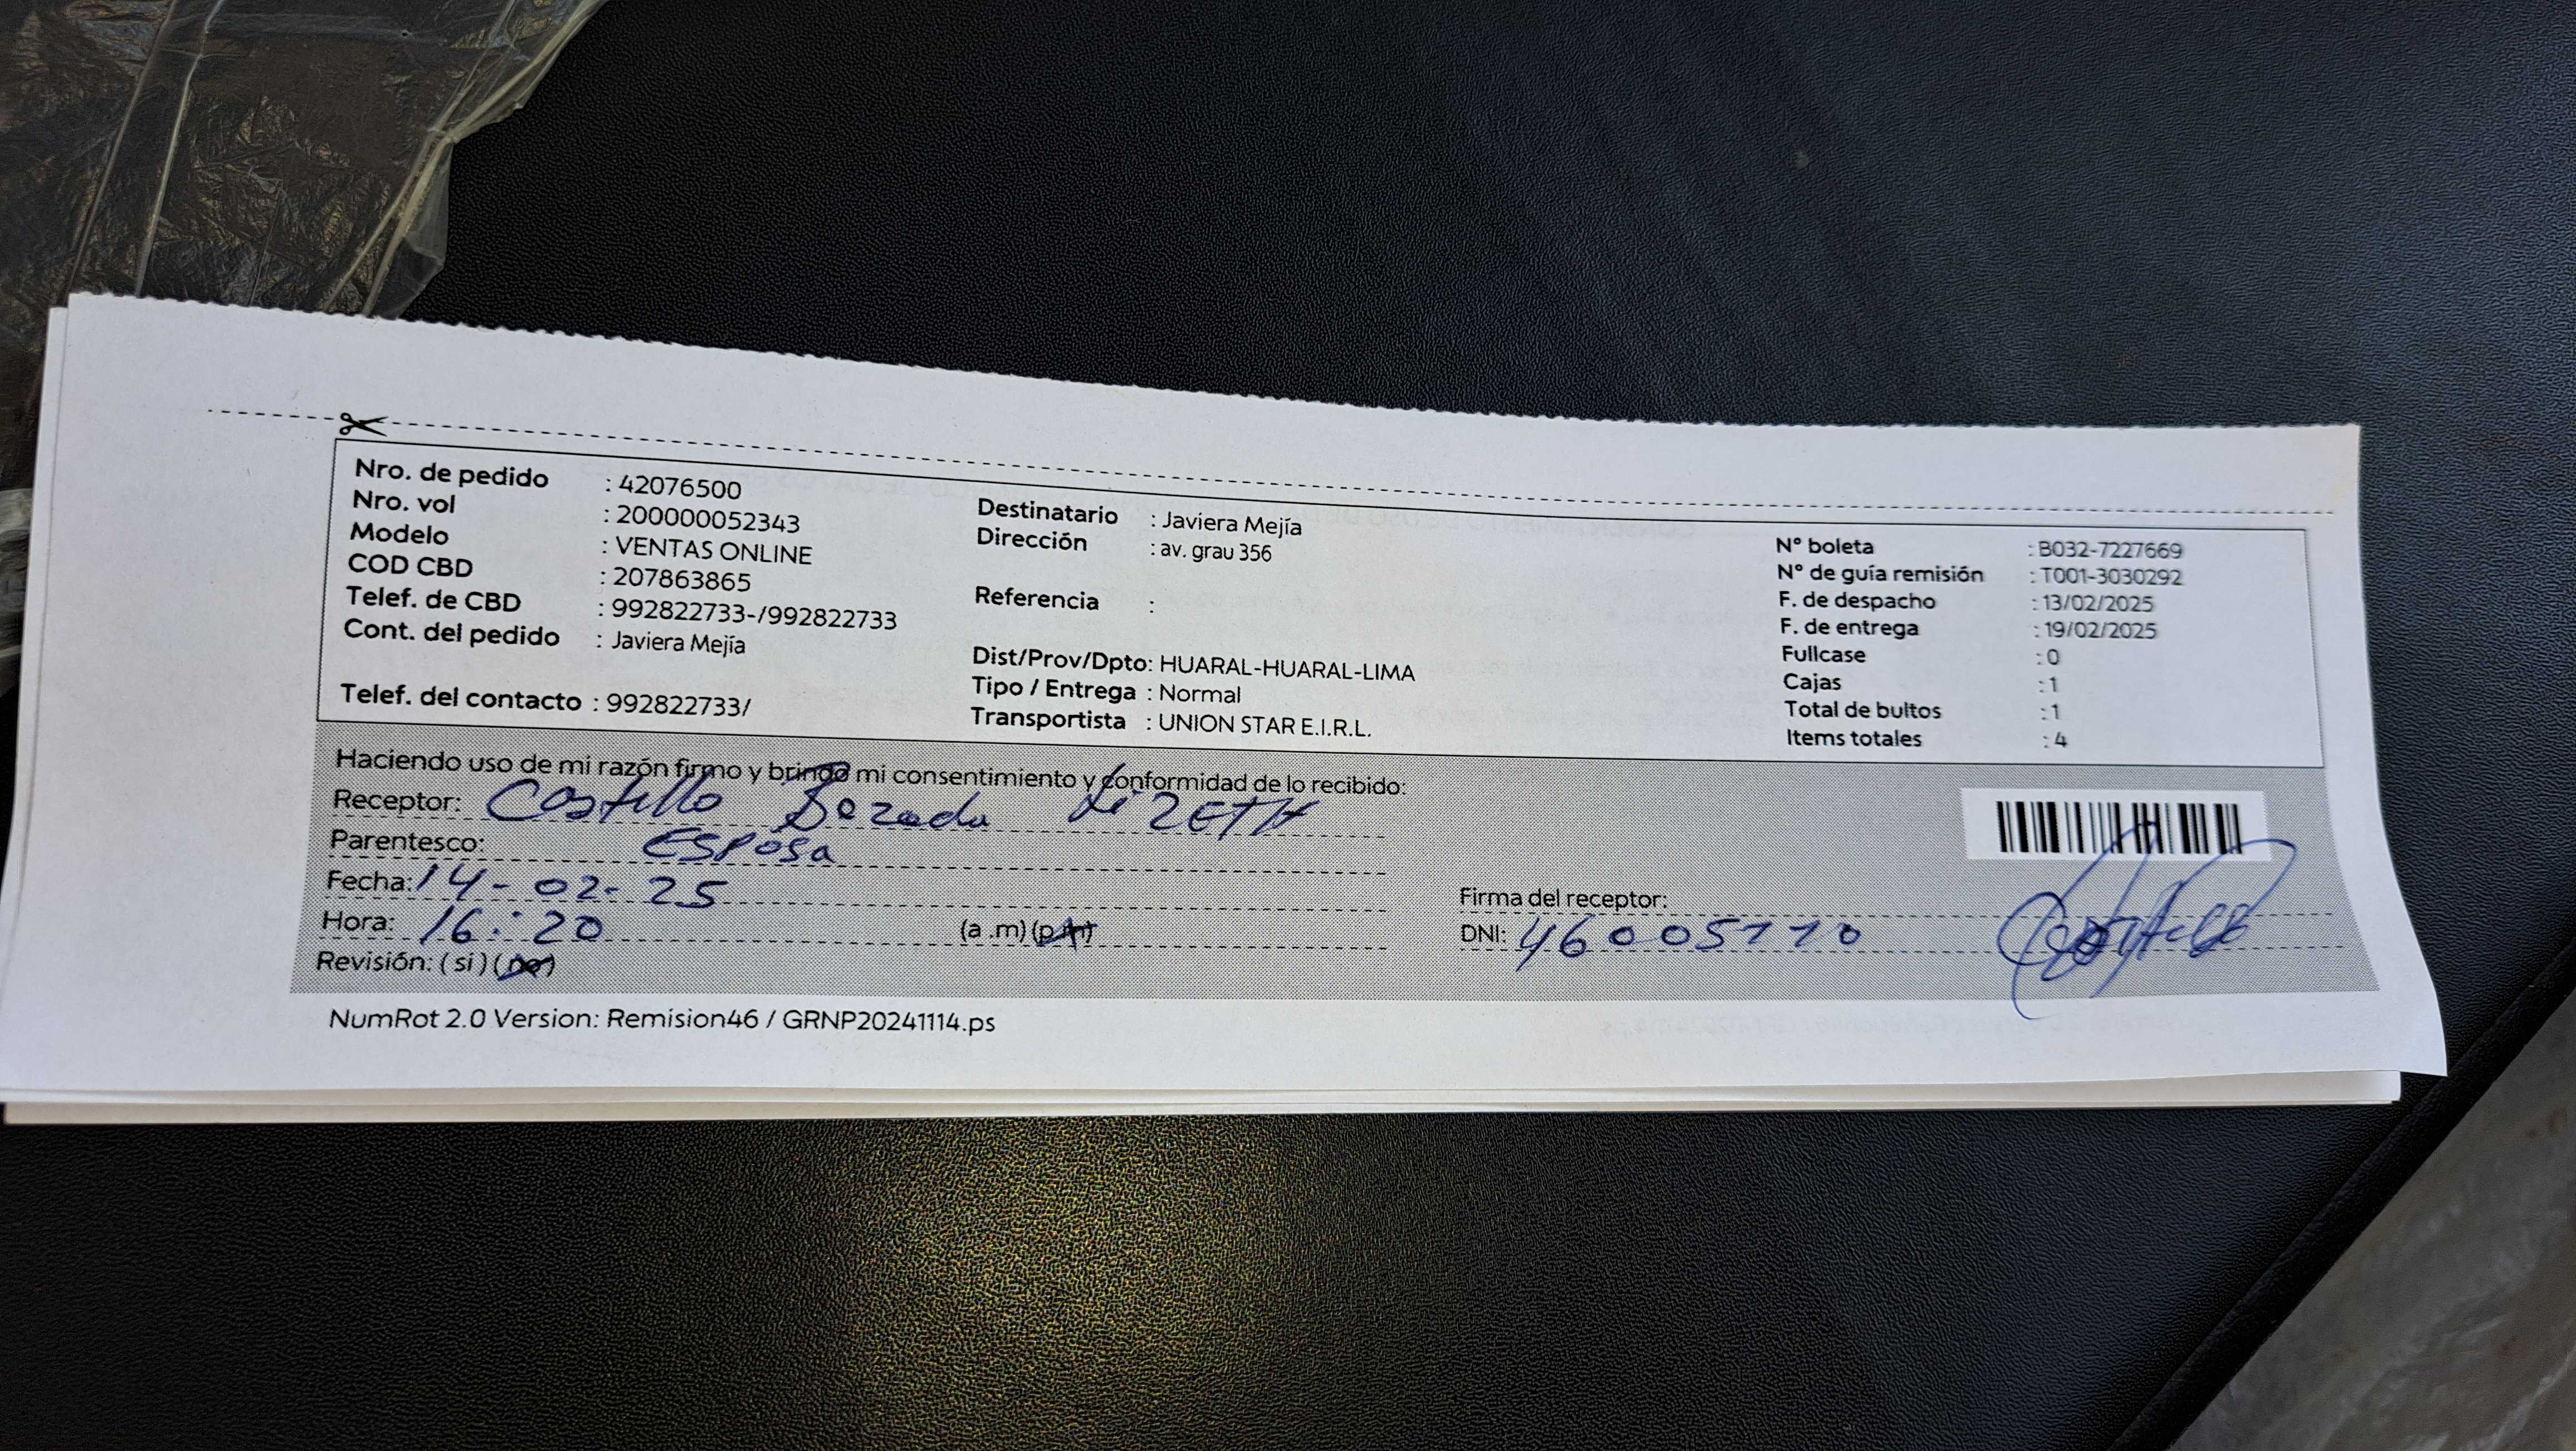 Nro. de pedido : 42076500
Nro. vol : 200000052343
Modelo : VENTAS ONLINE
COD CBD : 207863865
Telef. de CBD : 992822733-/992822733
Cont. del pedido : Javiera Mejía
Telef. del contacto : 992822733/
Destinatario : Javiera Mejía
Dirección : av. grau 356
Referencia :
Dist/Prov/Dpto: HUARAL-HUARAL-LIMA
Tipo / Entrega : Normal
Transportista : UNION STAR E.I.R.L.
N° boleta : B032-7227669
N° de guía remisión : T001-3030292
F. de despacho : 13/02/2025
F. de entrega : 19/02/2025
Fullcase : 0
Cajas : 1
Total de bultos : 1
Items totales : 4
Haciendo uso de mi razón firmo y brindo mi consentimiento y conformidad de lo recibido:
Receptor: Castillo Bezada LiZETH
Parentesco: ESPosa
Fecha: 14-02-25
Hora: 16:20 (a .m) (p.m)
Revisión: (si) (no)
Firma del receptor:
DNI: 46005110
NumRot 2.0 Version: Remision46 / GRNP20241114.ps